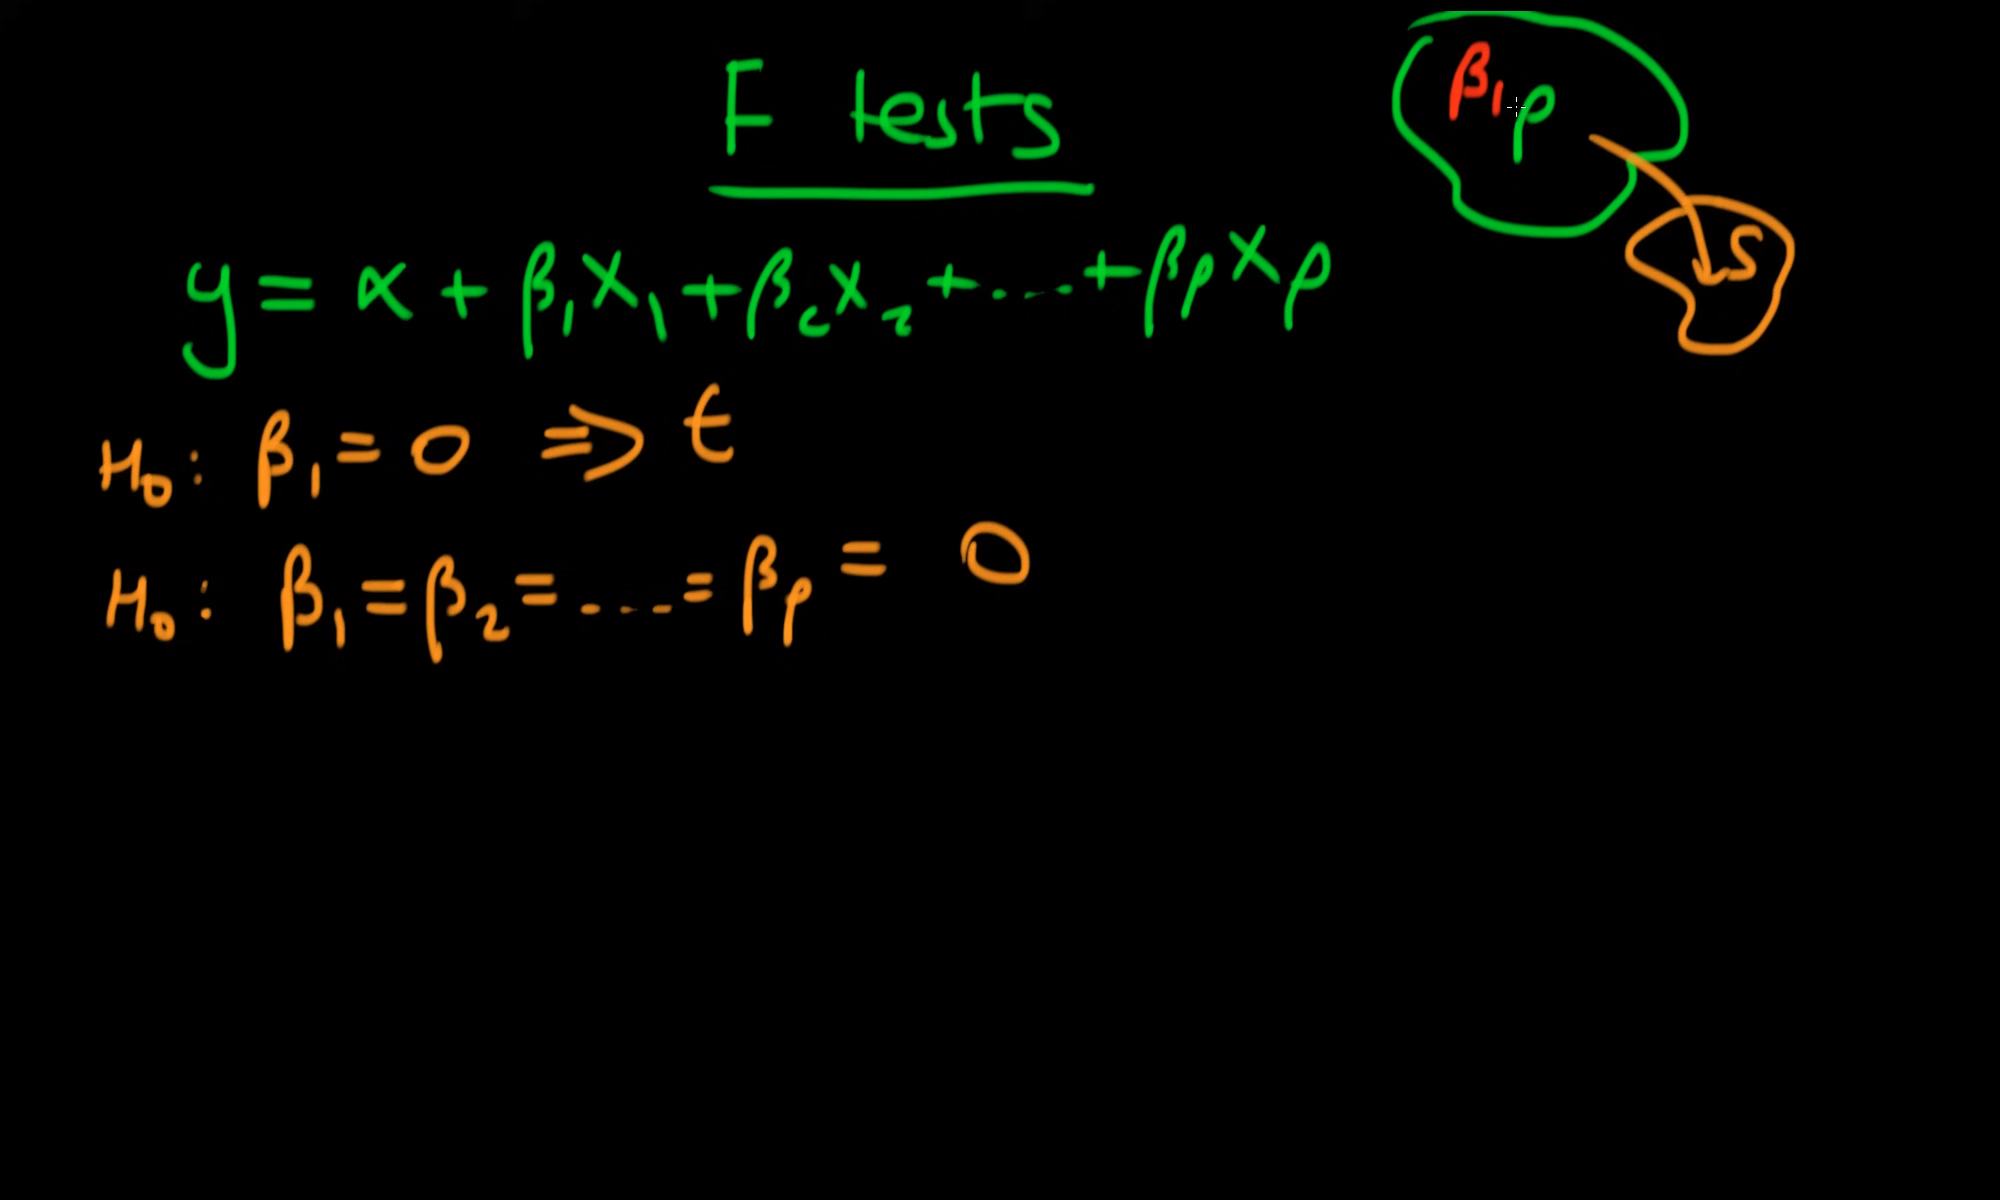 F tests
β₁ p
S
y = α + β₁x₁ + β₂x₂ + .... + βₚxₚ
H₀: β₁ = 0 ⇒ t
H₀: β₁ = β₂ = .... = βₚ = 0